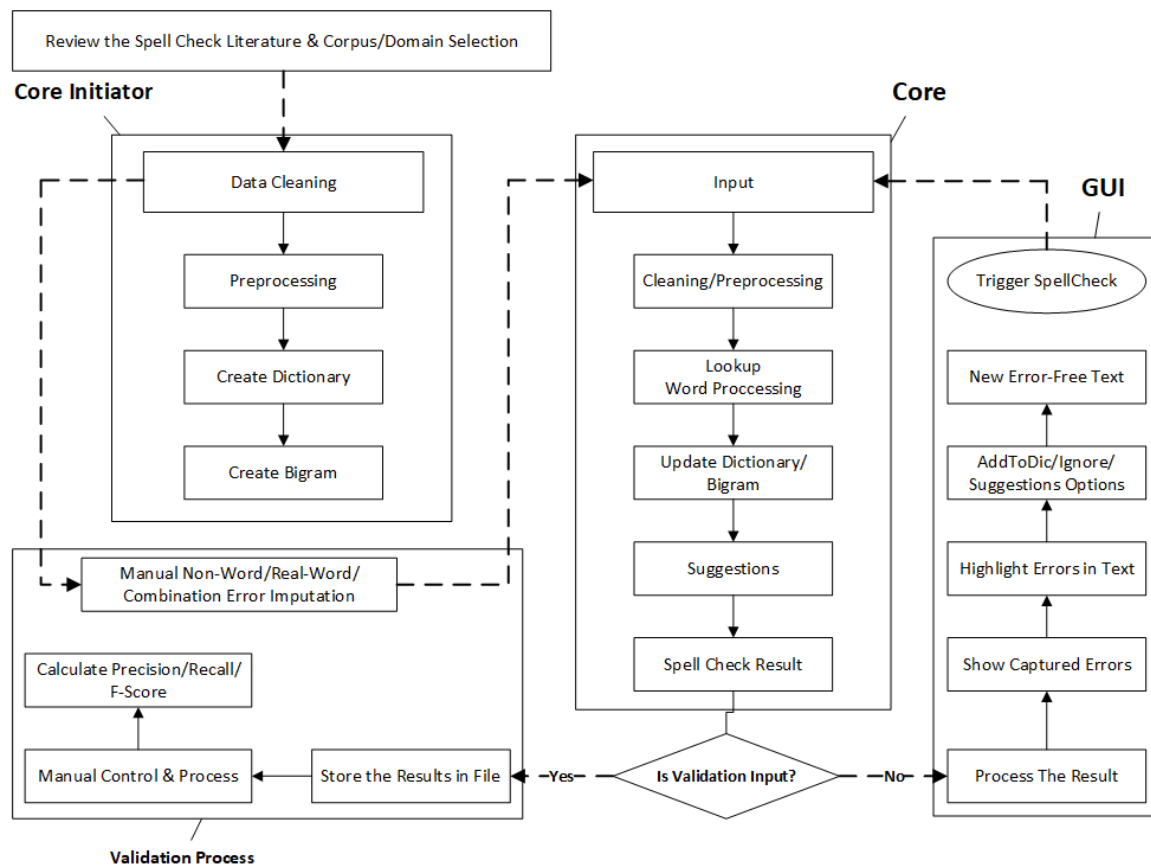 Review the Spell Check Literature & Corpus/Domain Selection
Core Initiator
Data Cleaning
Preprocessing
Create Dictionary
Create Bigram
Core
Input
Cleaning/Preprocessing
Lookup
Word Proccessing
Update Dictionary/
Bigram
Suggestions
Spell Check Result
GUI
Trigger SpellCheck
New Error-Free Text
AddToDic/Ignore/
Suggestions Options
Highlight Errors in Text
Show Captured Errors
Process The Result
Manual Non-Word/Real-Word/
Combination Error Imputation
Calculate Precision/Recall/
F-Score
Manual Control & Process
Store the Results in File
Yes
Is Validation Input?
No
Validation Process